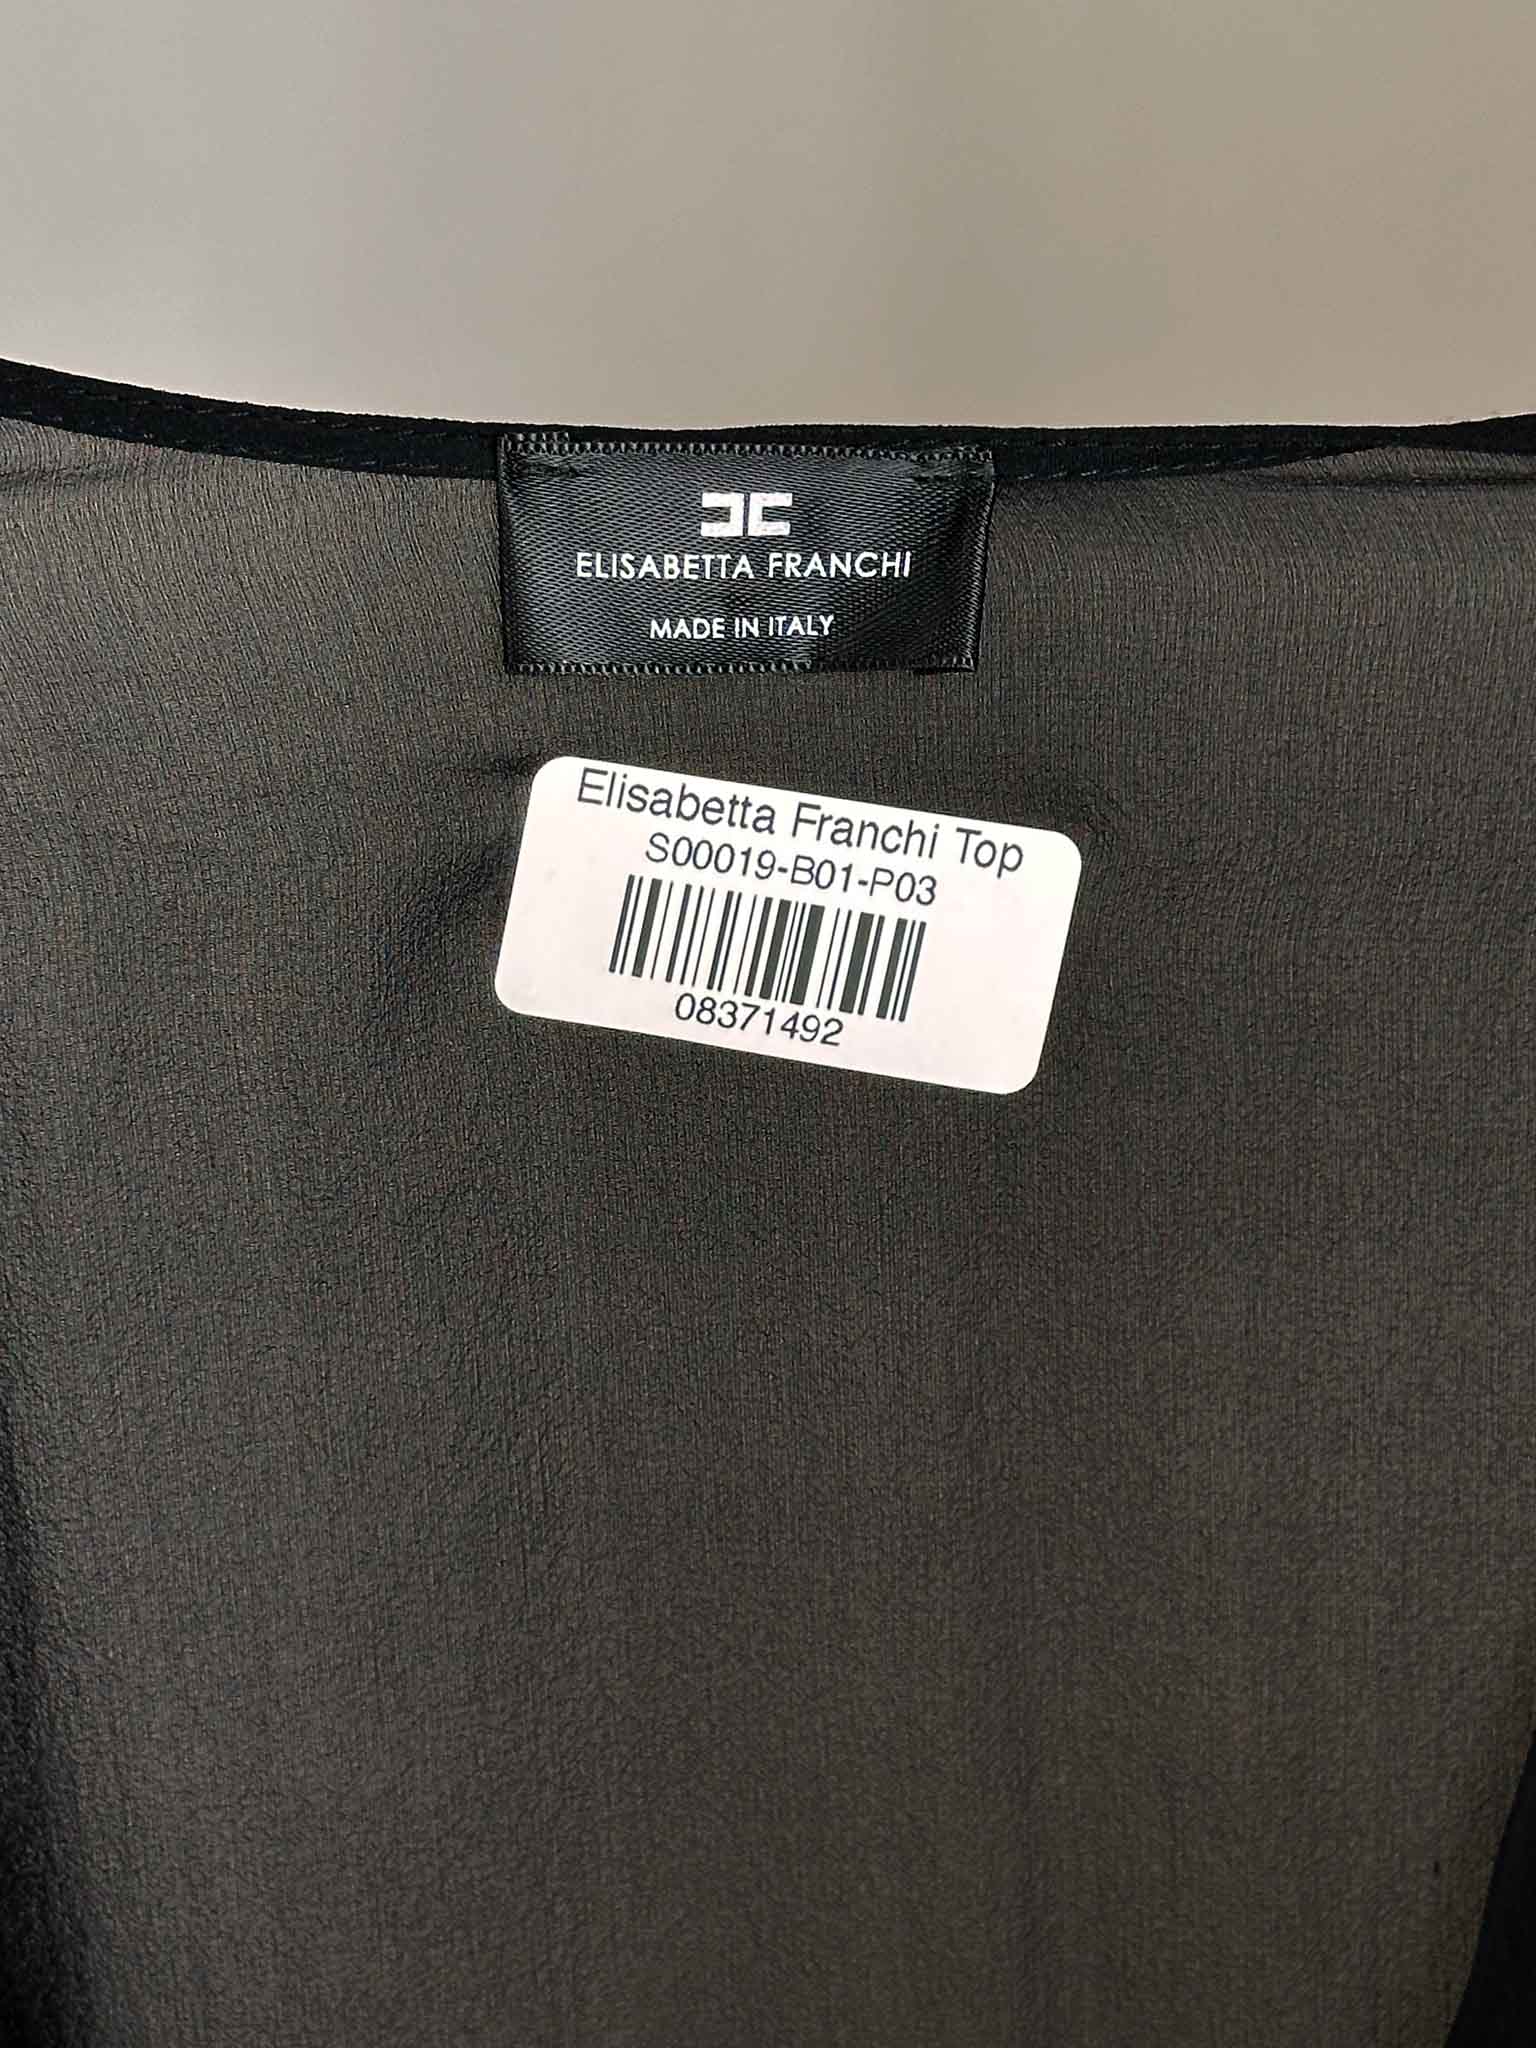 ELISABETTA FRANCHI
MADE IN ITALY
Elisabetta Franchi Top
S00019-B01-P03
08371492